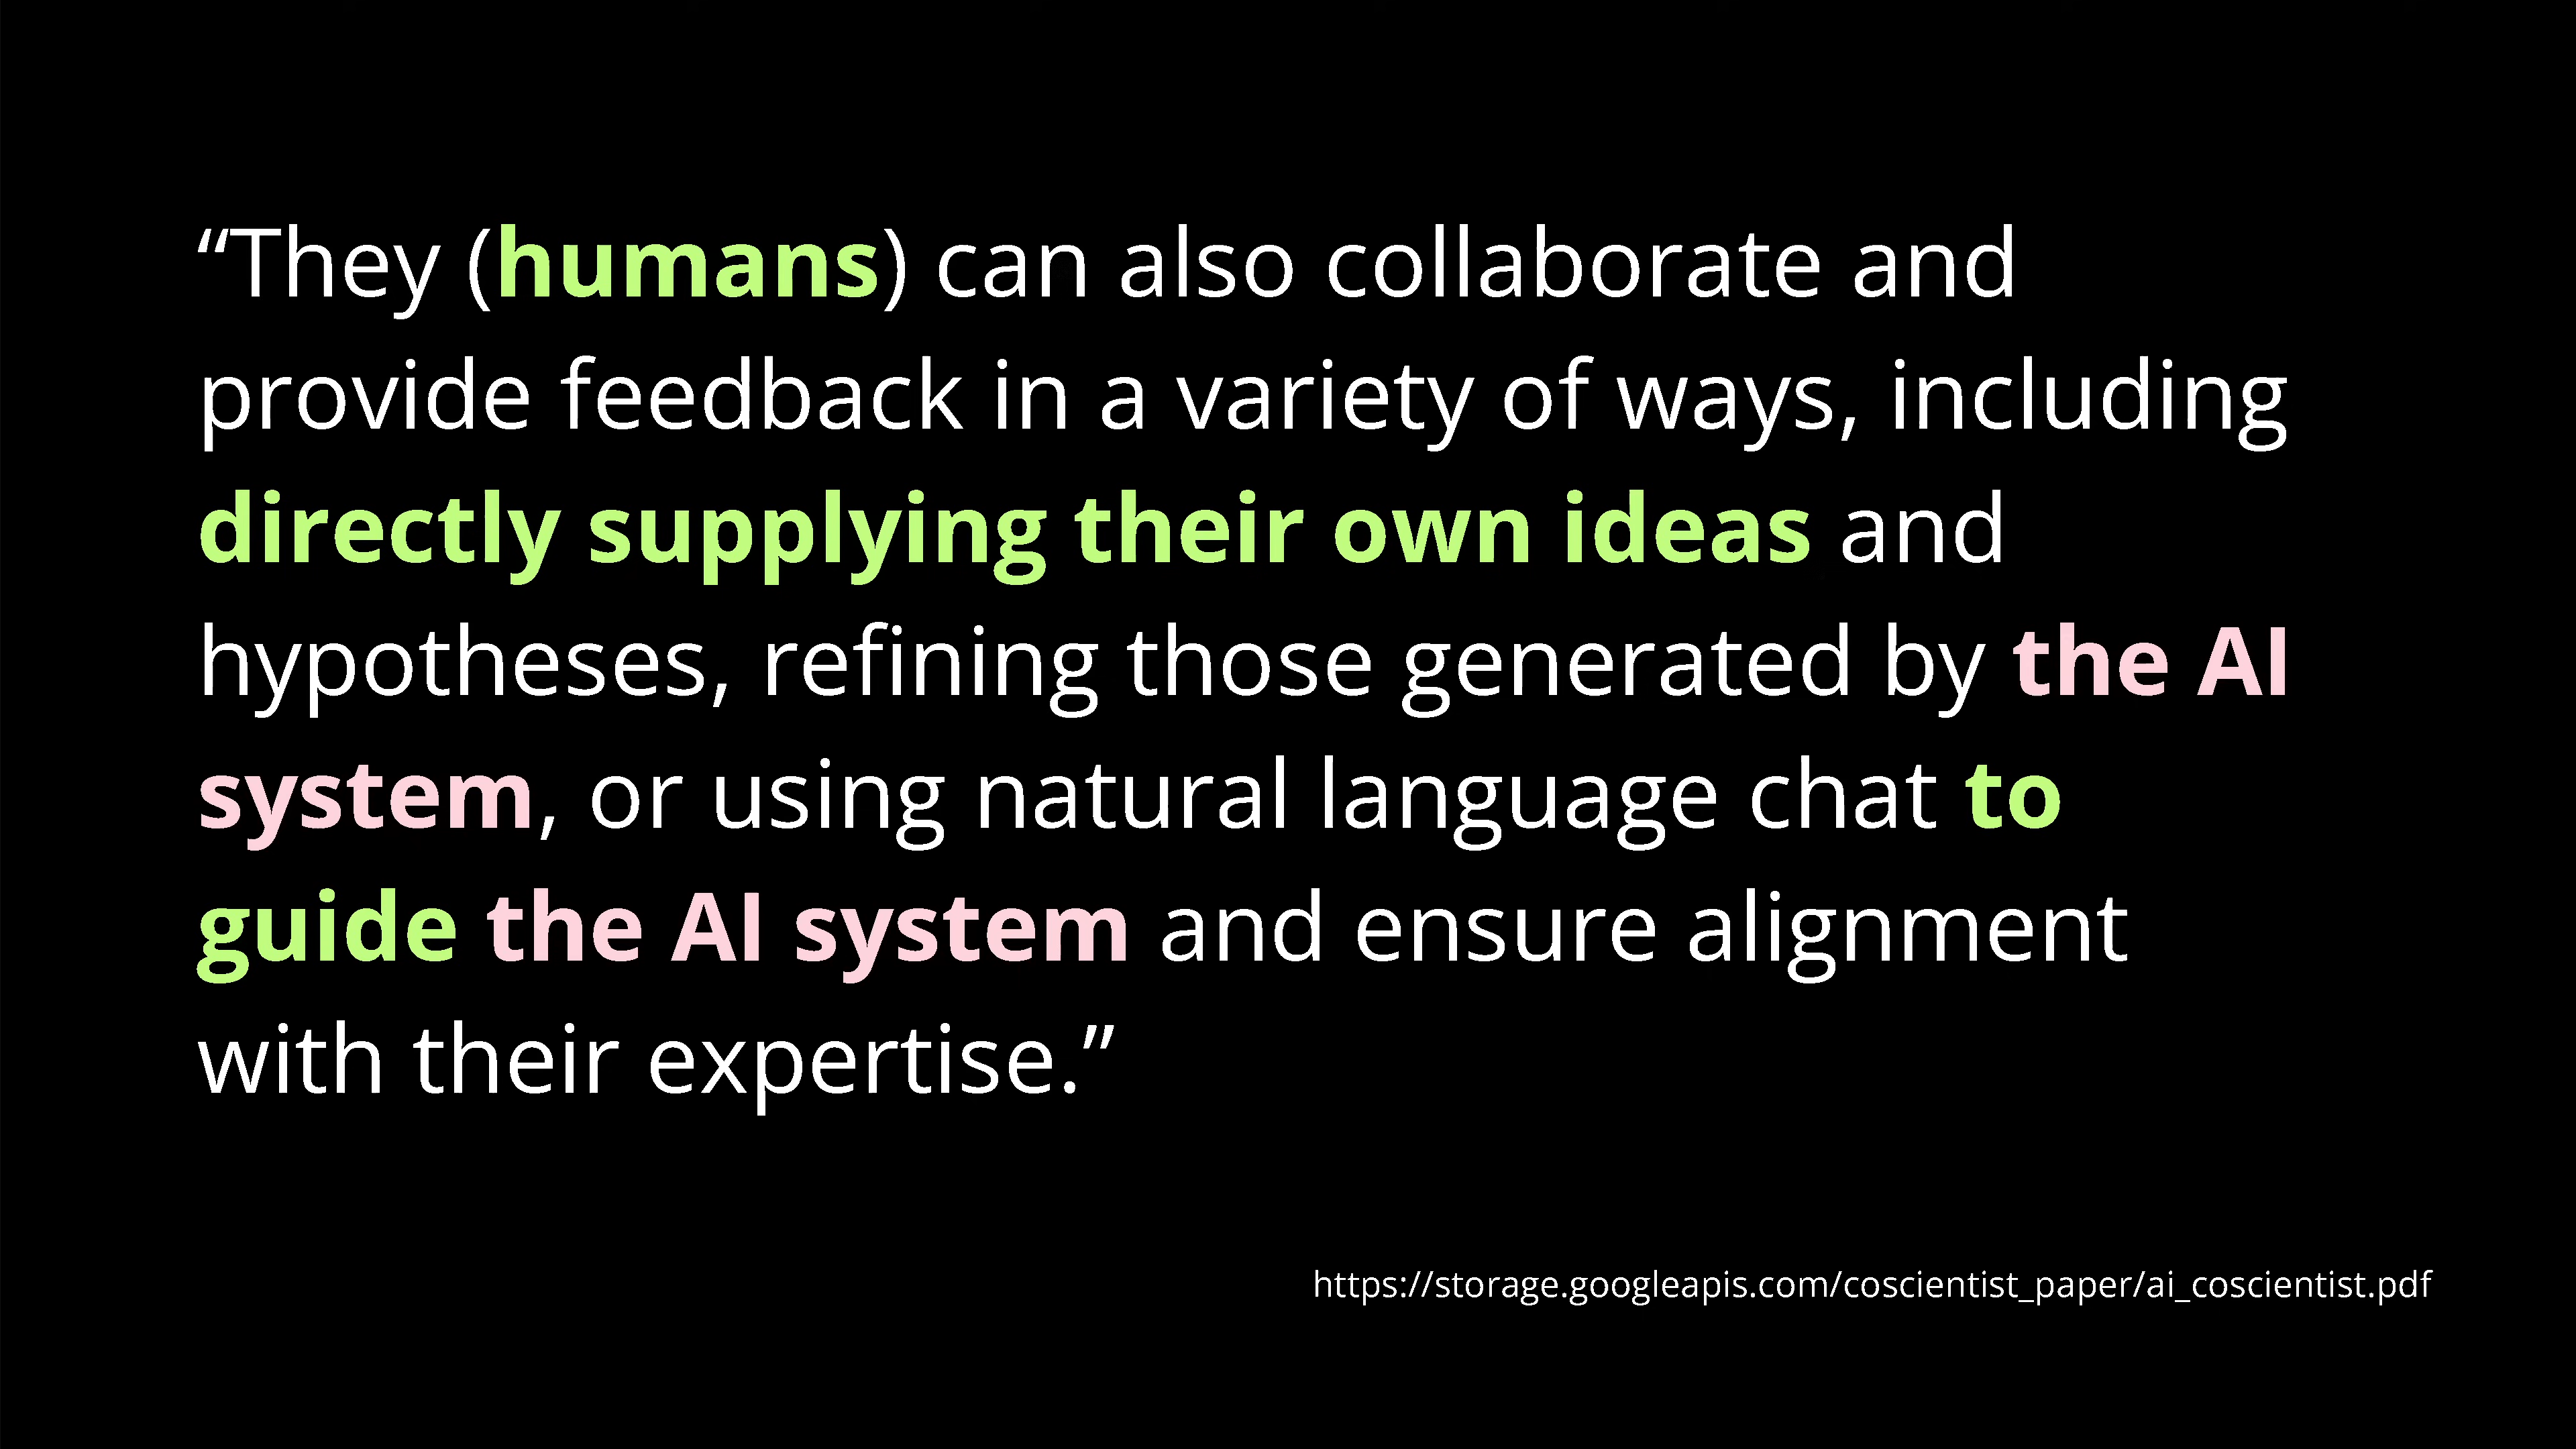 “They (humans) can also collaborate and
provide feedback in a variety of ways, including
directly supplying their own ideas and
hypotheses, refining those generated by the AI
system, or using natural language chat to
guide the AI system and ensure alignment
with their expertise.”
https://storage.googleapis.com/coscientist_paper/ai_coscientist.pdf